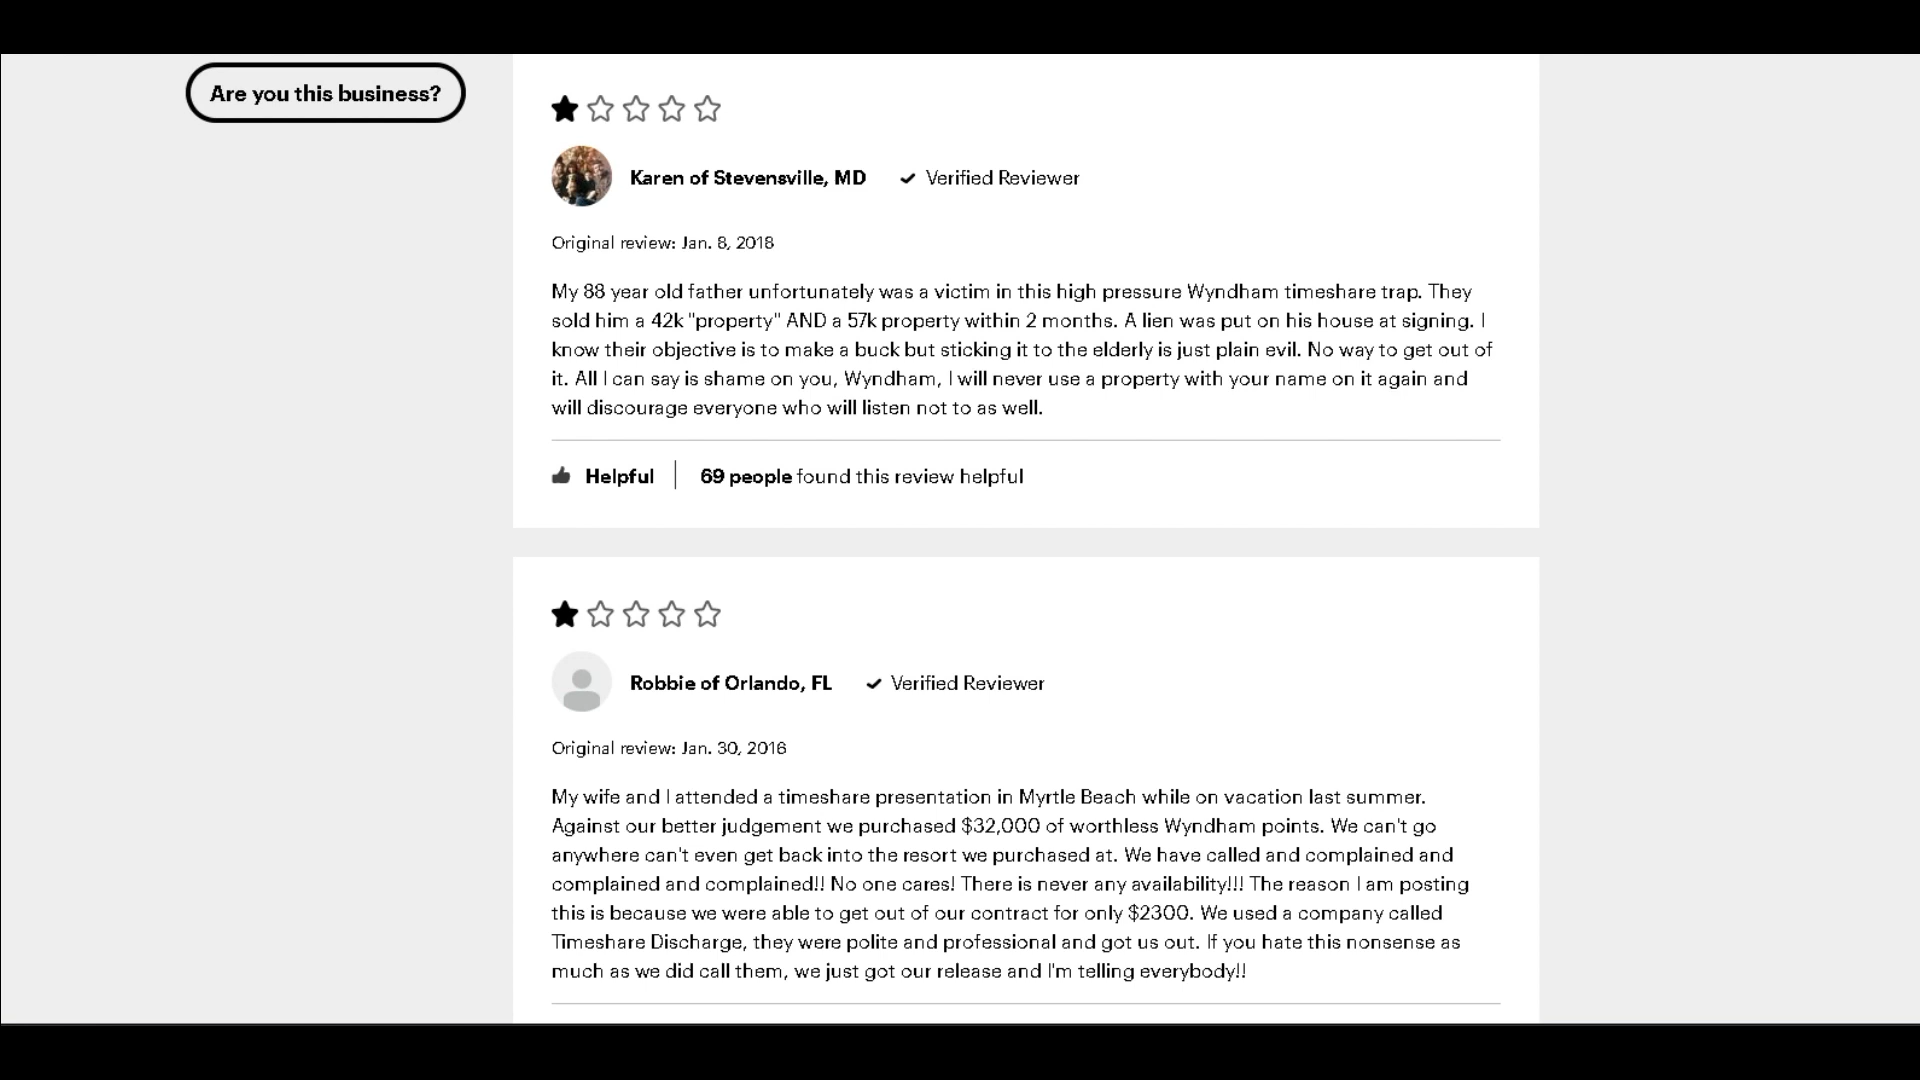 Are you this business?
Karen of Stevensville, MD
Verified Reviewer
Original review: Jan. 8, 2018
My 88 year old father unfortunately was a victim in this high pressure Wyndham timeshare trap. They
sold him a 42k "property" AND a 57k property within 2 months. A lien was put on his house at signing. I
know their objective is to make a buck but sticking it to the elderly is just plain evil. No way to get out of
it. All I can say is shame on you, Wyndham, I will never use a property with your name on it again and
will discourage everyone who will listen not to as well.
Helpful
69 people found this review helpful
Robbie of Orlando, FL
Verified Reviewer
Original review: Jan. 30, 2016
My wife and I attended a timeshare presentation in Myrtle Beach while on vacation last summer.
Against our better judgement we purchased $32,000 of worthless Wyndham points. We can't go
anywhere can't even get back into the resort we purchased at. We have called and complained and
complained and complained!! No one cares! There is never any availability!!! The reason I am posting
this is because we were able to get out of our contract for only $2300. We used a company called
Timeshare Discharge, they were polite and professional and got us out. If you hate this nonsense as
much as we did call them, we just got our release and I'm telling everybody!!